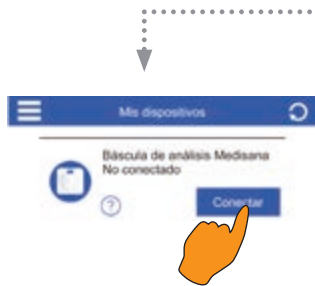 Mis dispositivos
Báscula de análisis Medisana
No conectado
?
Conectar